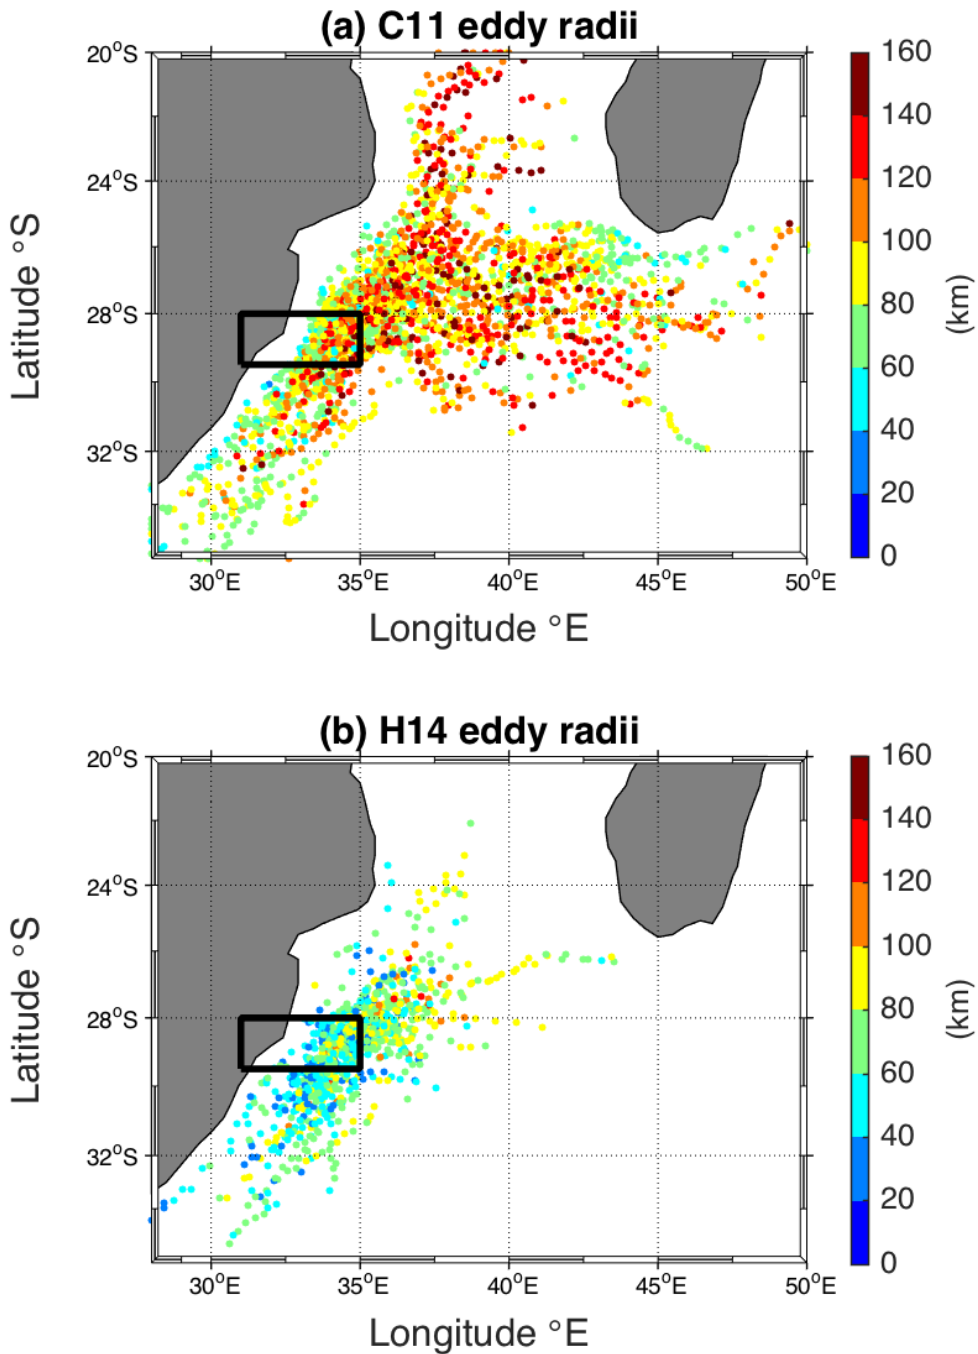 (a) C11 eddy radii
20°S
24°S
28°S
32°S
Latitude °S
30°E 35°E 40°E 45°E 50°E
Longitude °E
160
140
120
100
80
60
40
20
0
(km)
(b) H14 eddy radii
20°S
24°S
28°S
32°S
Latitude °S
30°E 35°E 40°E 45°E 50°E
Longitude °E
160
140
120
100
80
60
40
20
0
(km)